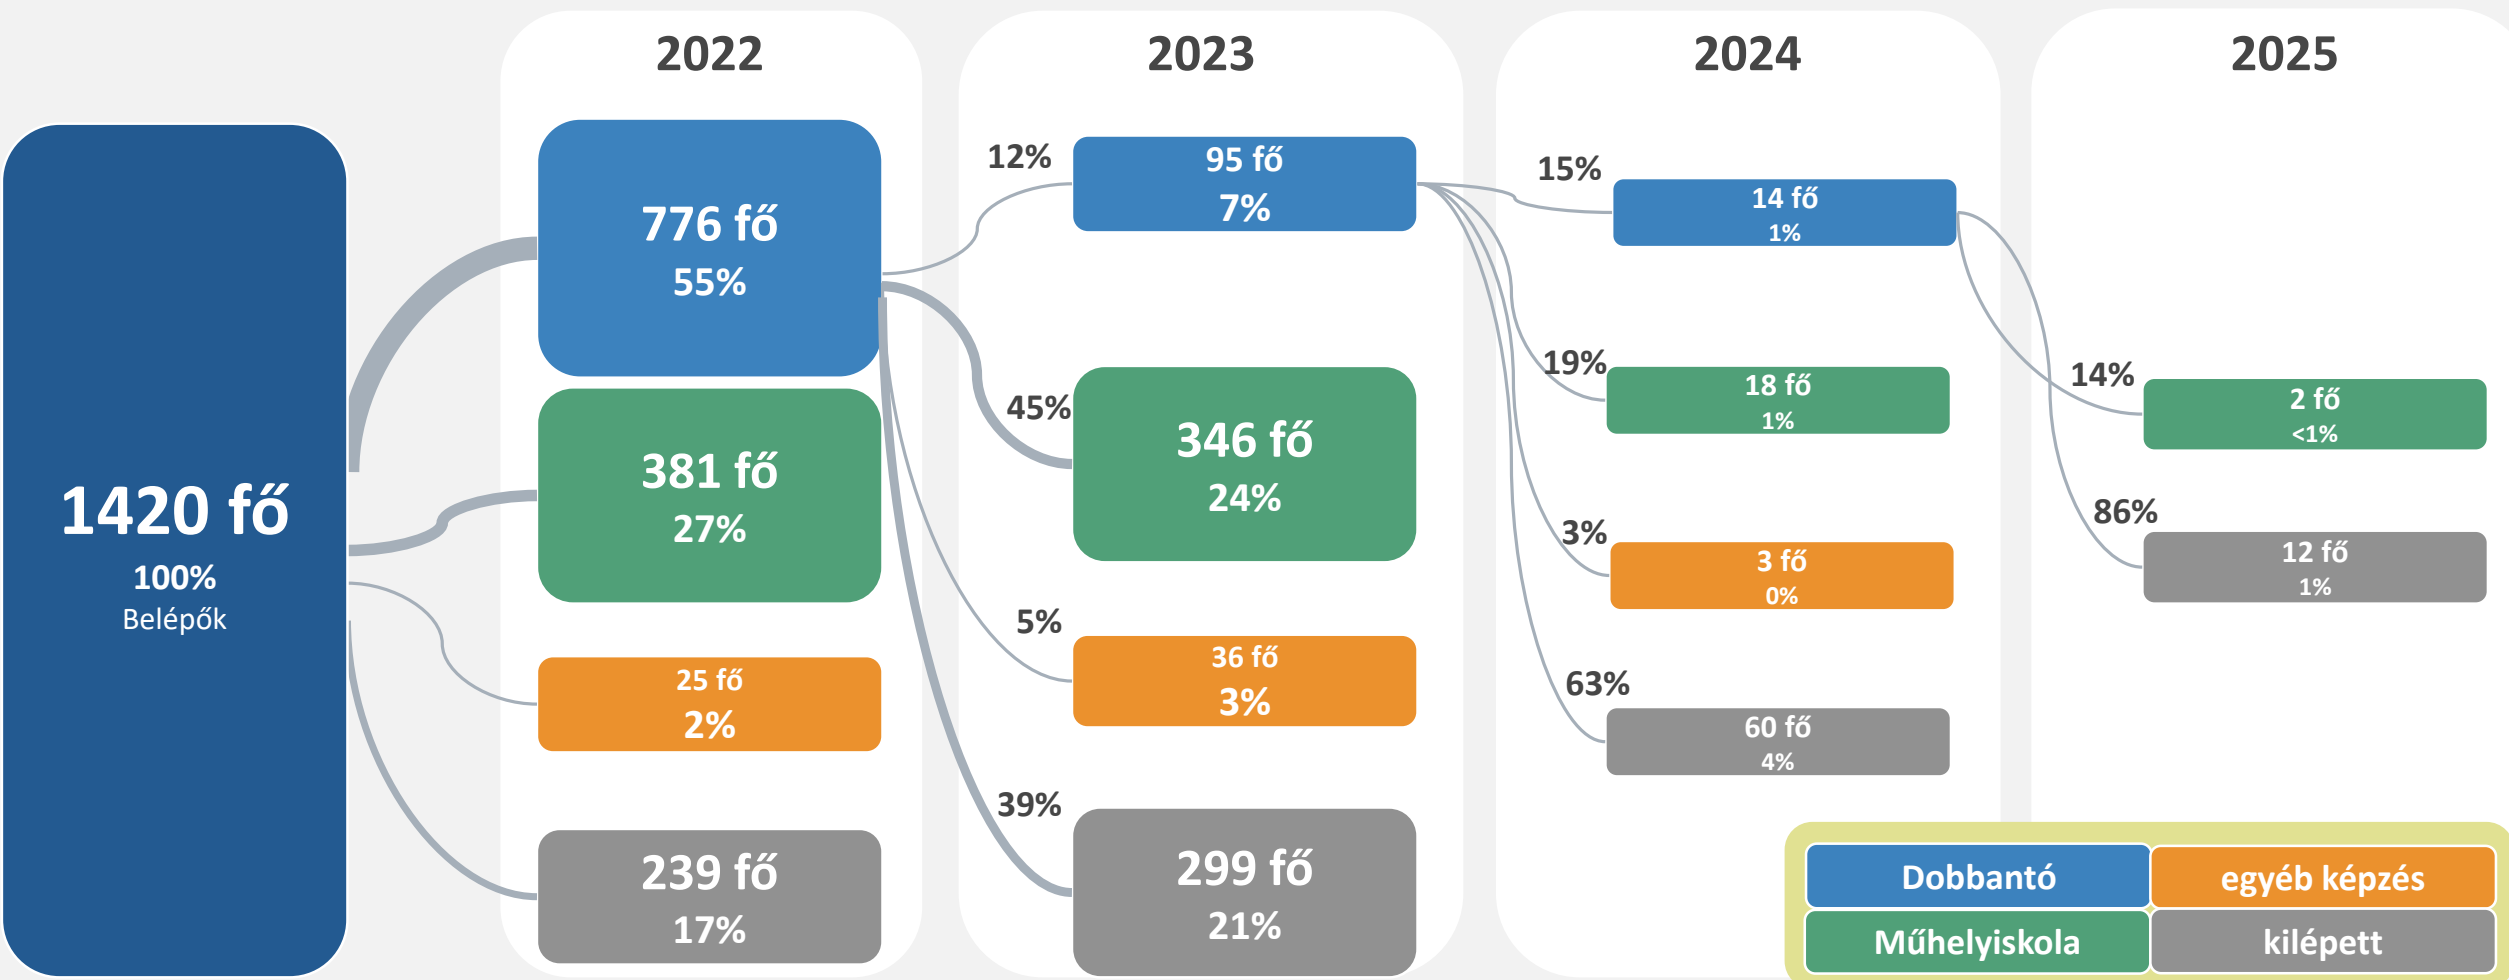 2022
2023
2024
2025
1420 fő
100%
Belépők
776 fő
55%
381 fő
27%
25 fő
2%
239 fő
17%
12%
45%
5%
39%
95 fő
7%
346 fő
24%
36 fő
3%
299 fő
21%
15%
19%
3%
63%
14 fő
1%
18 fő
1%
3 fő
0%
60 fő
4%
14%
86%
2 fő
<1%
12 fő
1%
Dobbantó
egyéb képzés
Műhelyiskola
kilépett